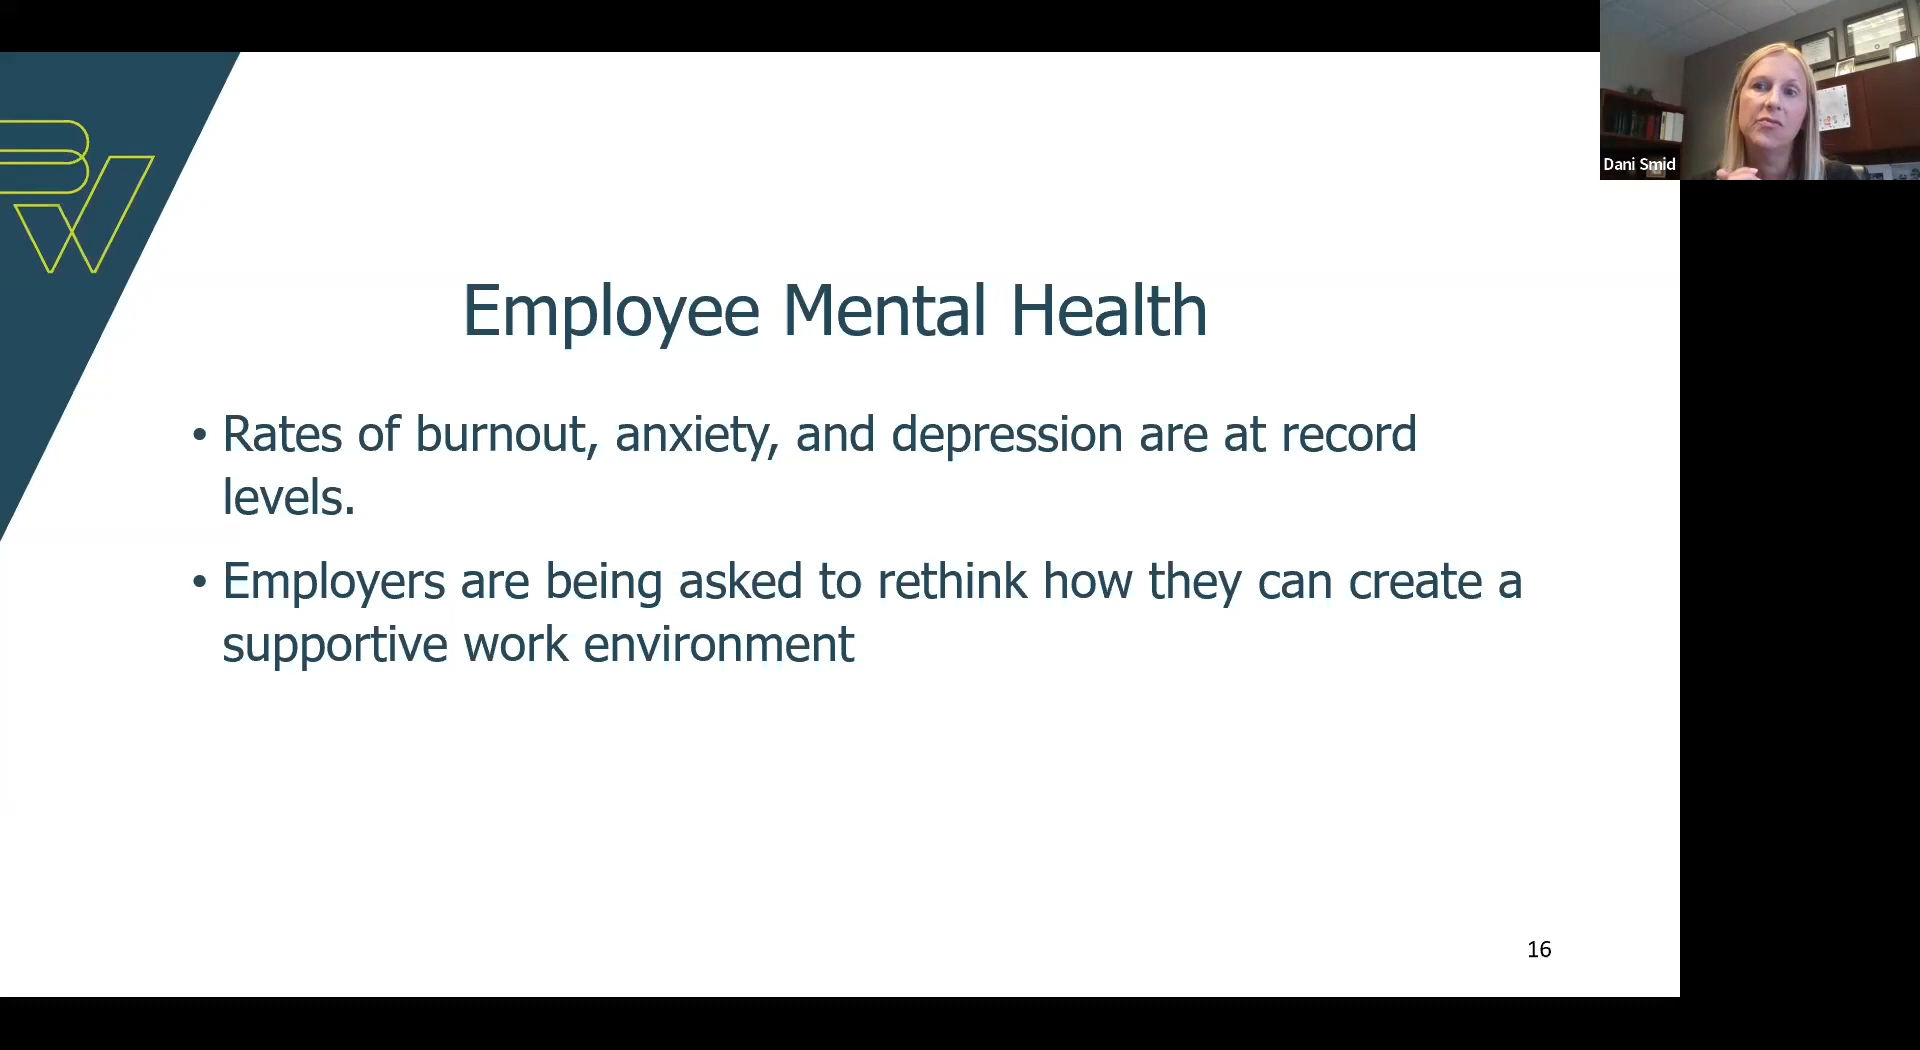 Dani Smid
Employee Mental Health
• Rates of burnout, anxiety, and depression are at record
levels.
• Employers are being asked to rethink how they can create a
supportive work environment
16